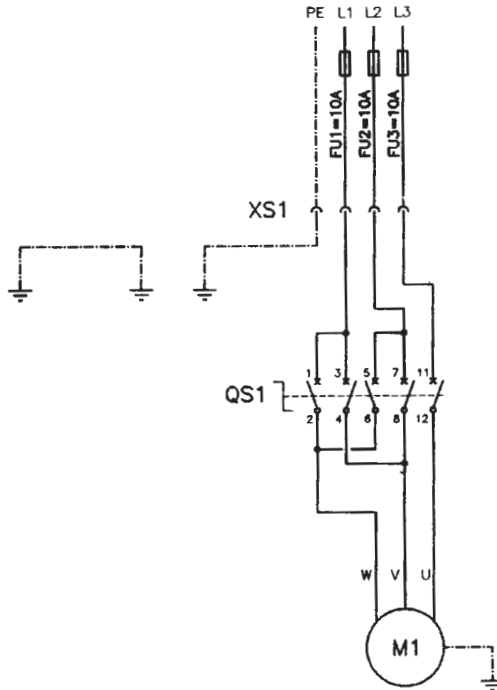 PE L1 L2 L3
FU1=10A
FU2=10A
FU3=10A
XS1
1 3 5 7 11
QS1
2 4 6 8 12
W V U
M1